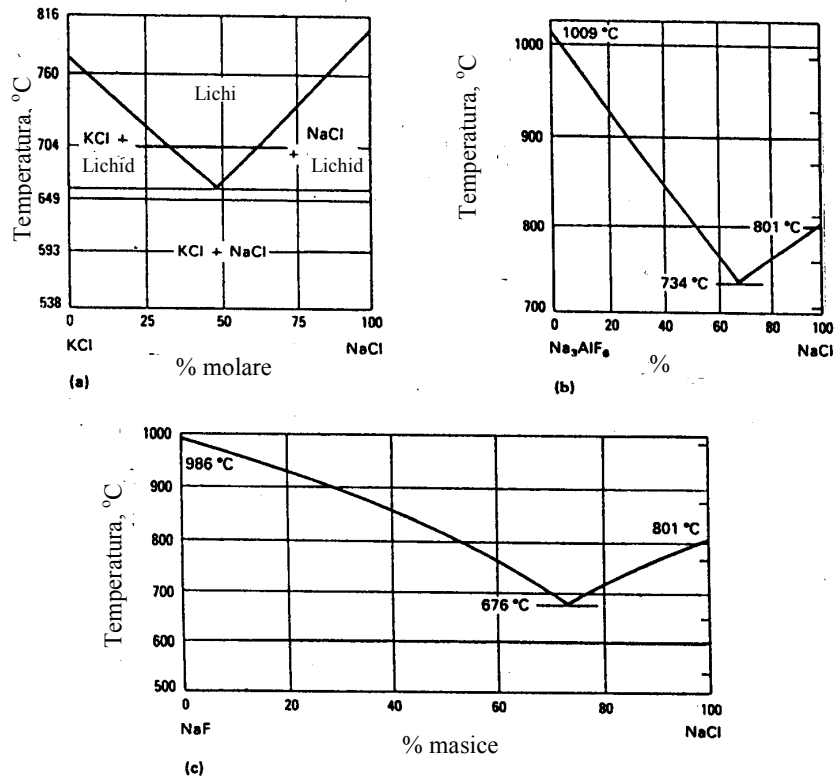 816
760
704
649
593
538
Temperatura, °C
Lichi
KCl +
Lichid
NaCl
+ Lichid
KCl + NaCl
0 25 50 75 100
KCl NaCl
% molare
(a)
1000
900
800
700
Temperatura, °C
1009 °C
801 °C
734 °C
0 20 40 60 80 100
Na₃AlF₆ % NaCl
(b)
1000
900
800
700
600
500
Temperatura, °C
986 °C
801 °C
676 °C
0 20 40 60 80 100
NaF NaCl
% masice
(c)